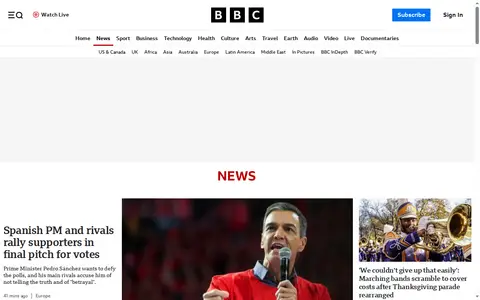 Watch Live
BBC
Subscribe
Sign In
Home News Sport Business Technology Health Culture Arts Travel Earth Audio Video Live Documentaries
US & Canada UK Africa Asia Australia Europe Latin America Middle East In Pictures BBC InDepth BBC Verify
NEWS
Spanish PM and rivals
rally supporters in
final pitch for votes
Prime Minister Pedro Sánchez wants to defy
the polls, and his main rivals accuse him of
not telling the truth and of "betrayal".
41 mins ago | Europe
'We couldn't give up that easily':
Marching bands scramble to cover
costs after Thanksgiving parade
rearranged